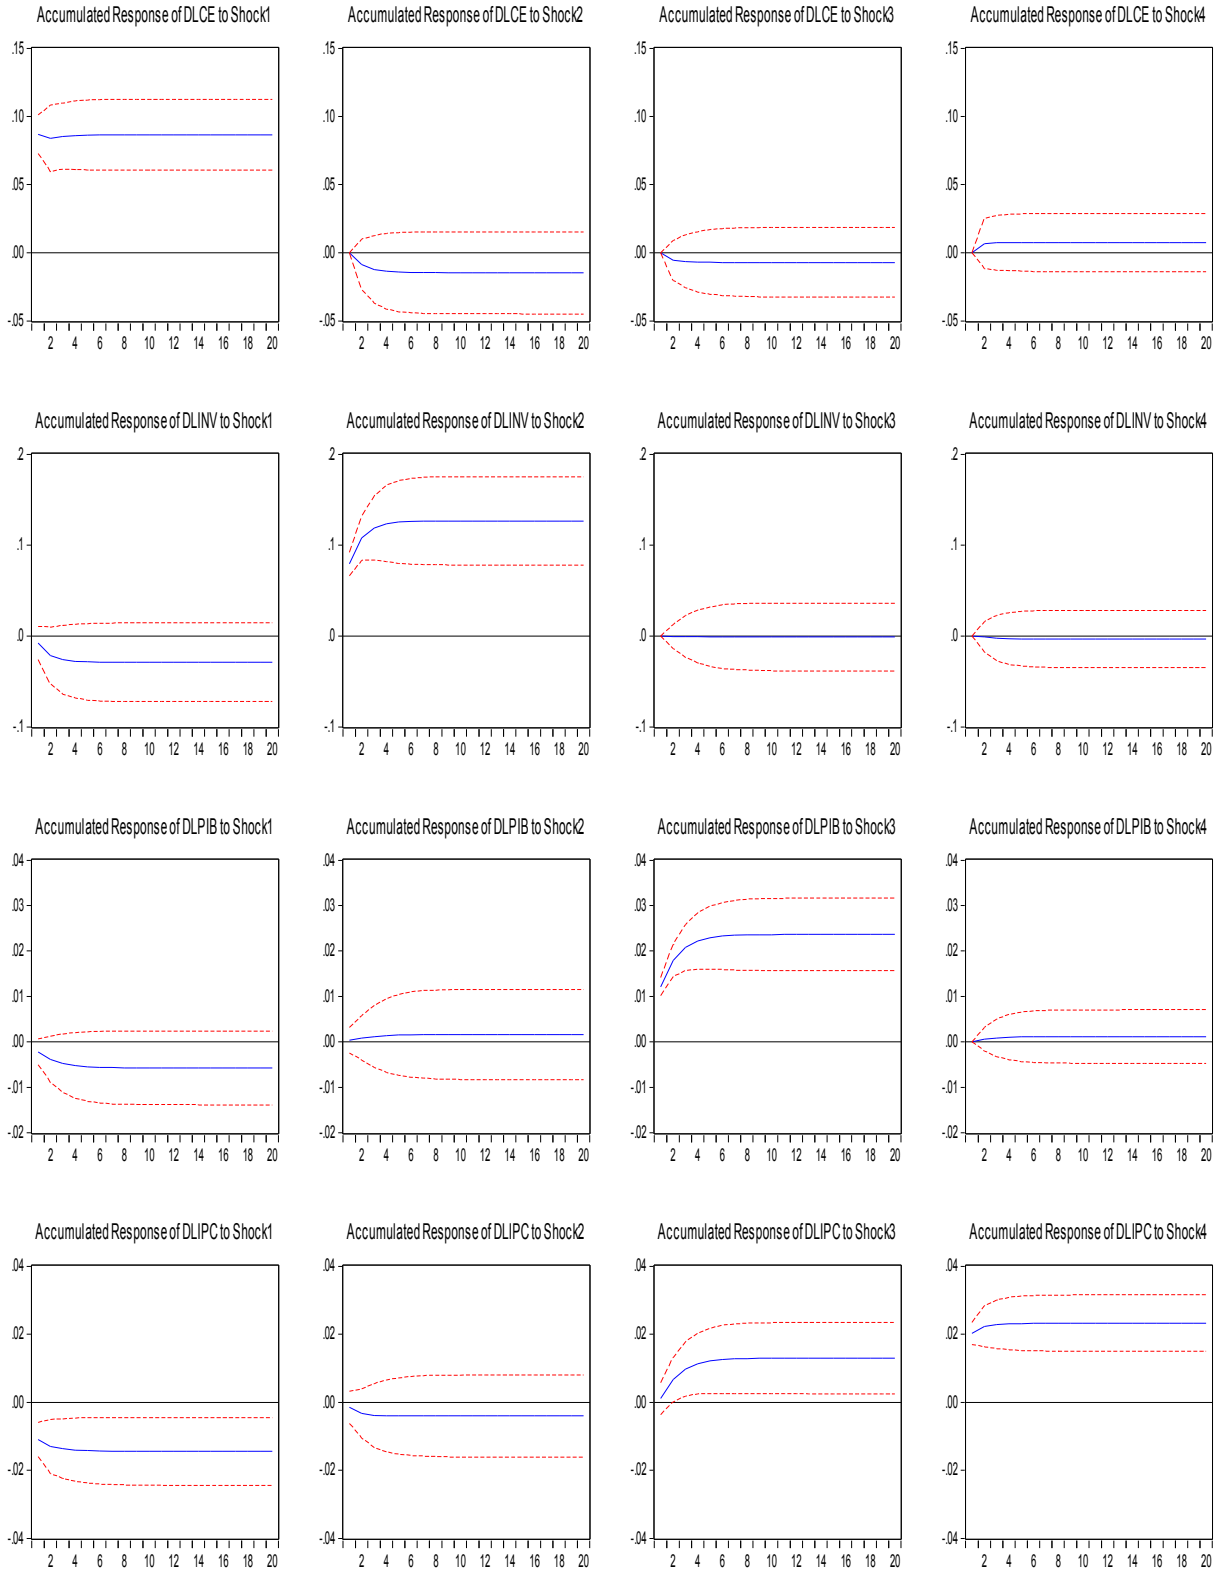 Accumulated Response of DLCE to Shock1
Accumulated Response of DLCE to Shock2
Accumulated Response of DLCE to Shock3
Accumulated Response of DLCE to Shock4
.15
.10
.05
.00
-.05
2 4 6 8 10 12 14 16 18 20
.15
.10
.05
.00
-.05
2 4 6 8 10 12 14 16 18 20
.15
.10
.05
.00
-.05
2 4 6 8 10 12 14 16 18 20
.15
.10
.05
.00
-.05
2 4 6 8 10 12 14 16 18 20
Accumulated Response of DLINV to Shock1
Accumulated Response of DLINV to Shock2
Accumulated Response of DLINV to Shock3
Accumulated Response of DLINV to Shock4
.2
.1
.0
-.1
2 4 6 8 10 12 14 16 18 20
.2
.1
.0
-.1
2 4 6 8 10 12 14 16 18 20
.2
.1
.0
-.1
2 4 6 8 10 12 14 16 18 20
.2
.1
.0
-.1
2 4 6 8 10 12 14 16 18 20
Accumulated Response of DLPIB to Shock1
Accumulated Response of DLPIB to Shock2
Accumulated Response of DLPIB to Shock3
Accumulated Response of DLPIB to Shock4
.04
.03
.02
.01
.00
-.01
-.02
2 4 6 8 10 12 14 16 18 20
.04
.03
.02
.01
.00
-.01
-.02
2 4 6 8 10 12 14 16 18 20
.04
.03
.02
.01
.00
-.01
-.02
2 4 6 8 10 12 14 16 18 20
.04
.03
.02
.01
.00
-.01
-.02
2 4 6 8 10 12 14 16 18 20
Accumulated Response of DLIPC to Shock1
Accumulated Response of DLIPC to Shock2
Accumulated Response of DLIPC to Shock3
Accumulated Response of DLIPC to Shock4
.04
.02
.00
-.02
-.04
2 4 6 8 10 12 14 16 18 20
.04
.02
.00
-.02
-.04
2 4 6 8 10 12 14 16 18 20
.04
.02
.00
-.02
-.04
2 4 6 8 10 12 14 16 18 20
.04
.02
.00
-.02
-.04
2 4 6 8 10 12 14 16 18 20